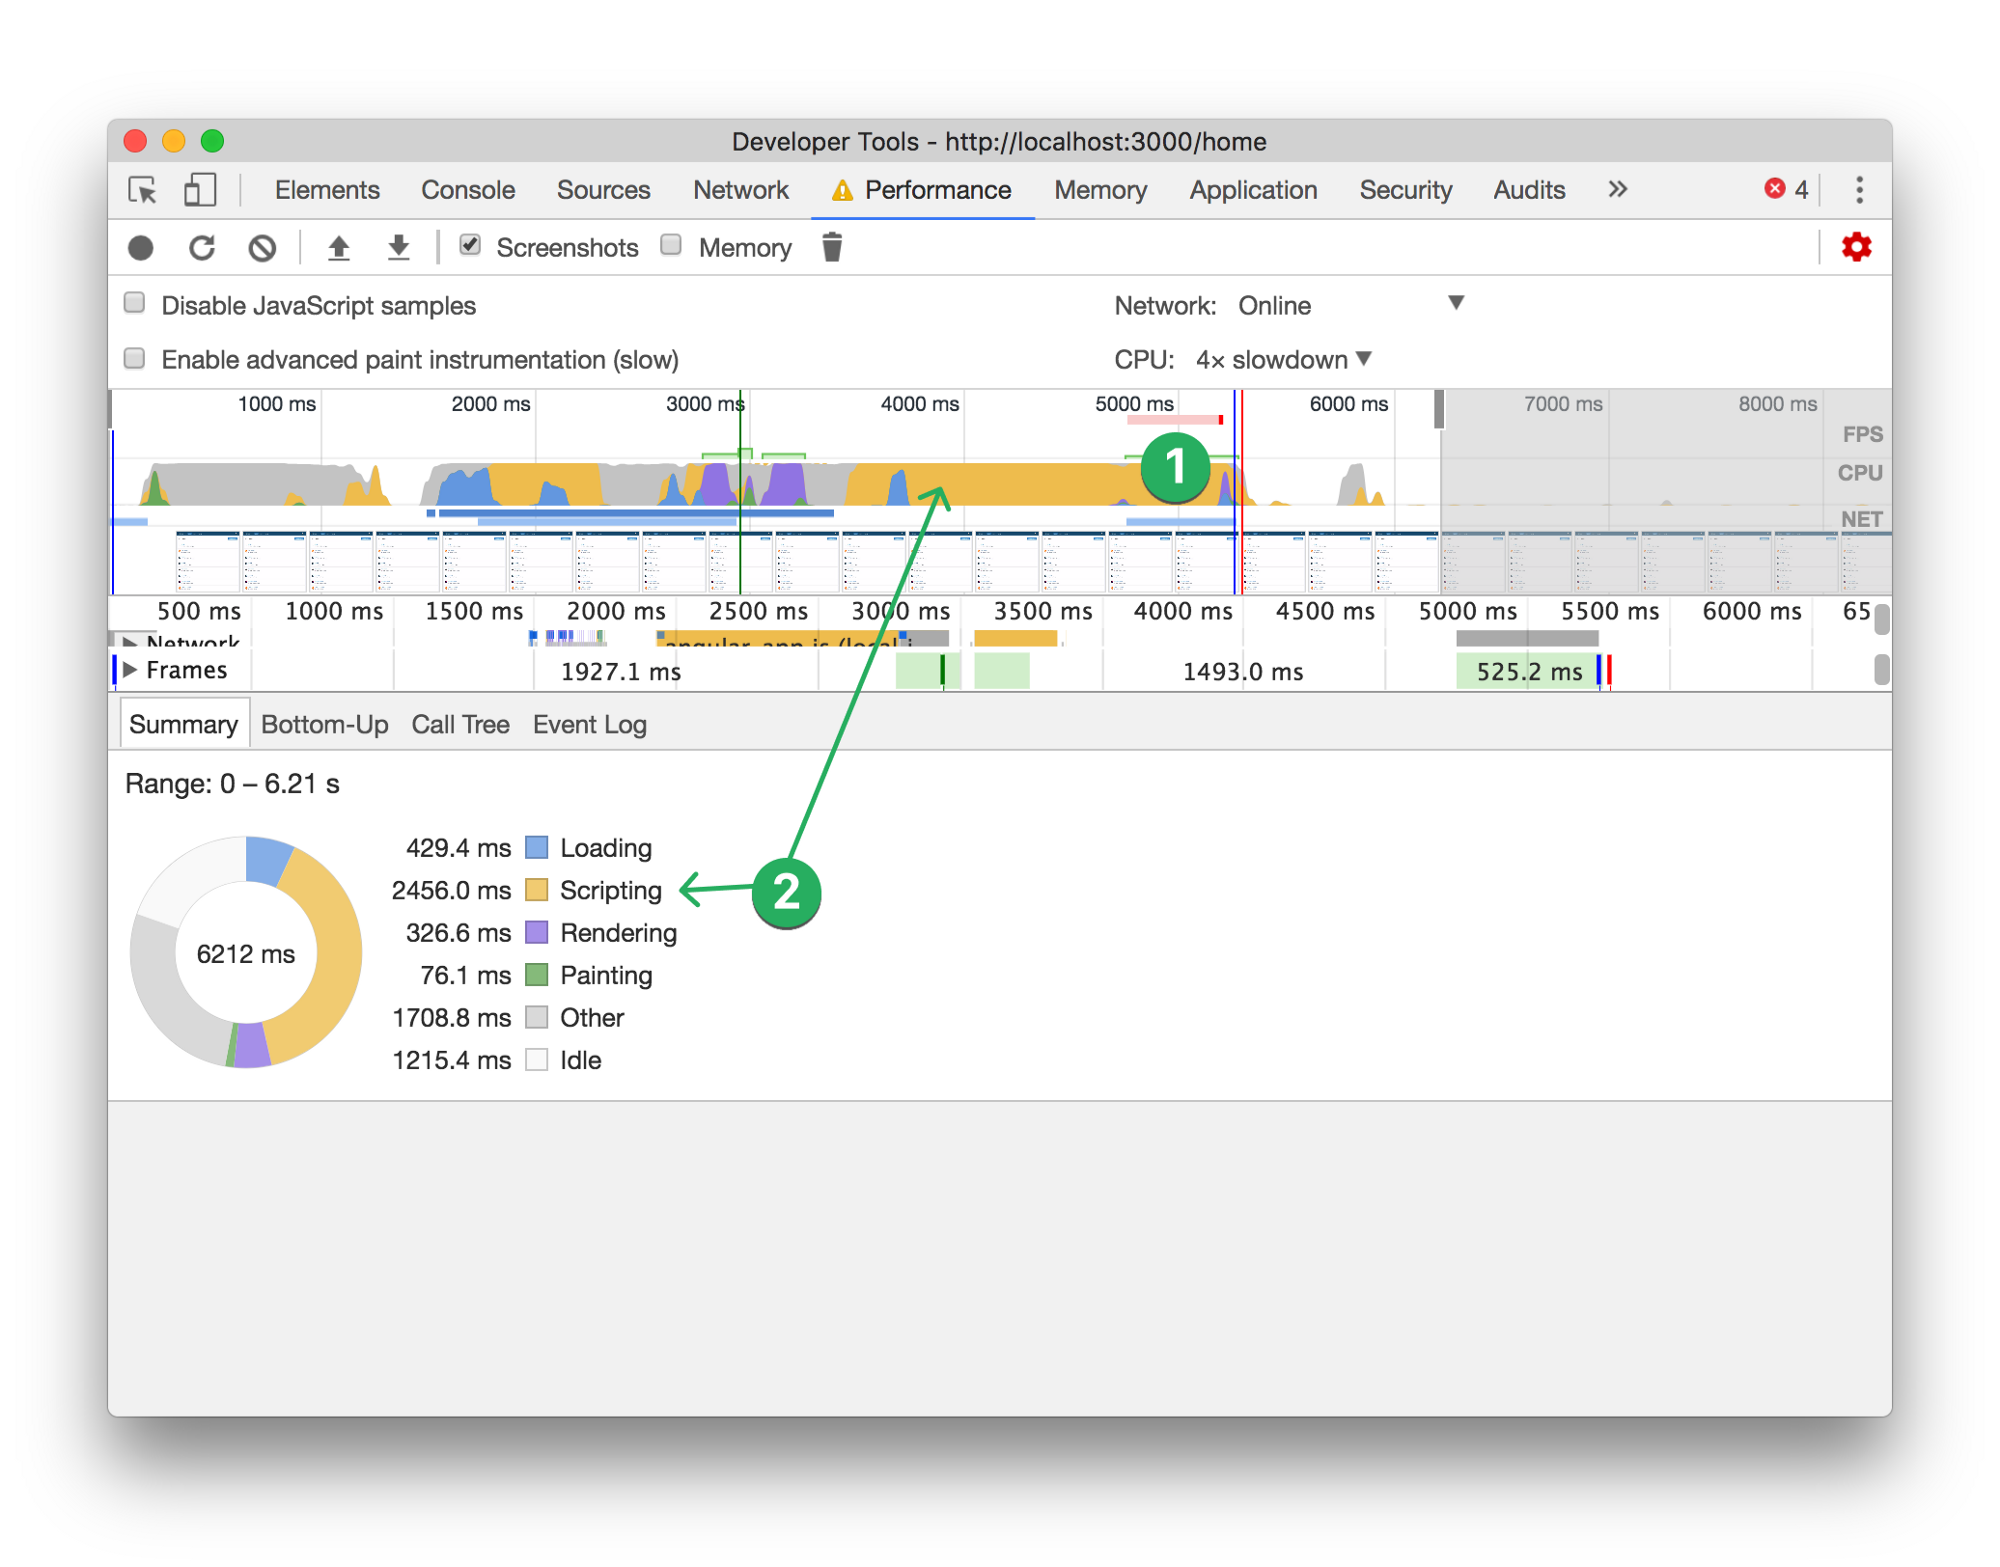 Developer Tools - http://localhost:3000/home
Elements Console Sources Network Performance Memory Application Security Audits » 4
Screenshots Memory
Disable JavaScript samples Network: Online
Enable advanced paint instrumentation (slow) CPU: 4× slowdown
1000 ms 2000 ms 3000 ms 4000 ms 5000 ms 6000 ms 7000 ms 8000 ms
FPS
1
CPU
NET
500 ms 1000 ms 1500 ms 2000 ms 2500 ms 3000 ms 3500 ms 4000 ms 4500 ms 5000 ms 5500 ms 6000 ms 65
Network
Frames 1927.1 ms 1493.0 ms 525.2 ms
Summary Bottom-Up Call Tree Event Log
Range: 0 – 6.21 s
429.4 ms Loading
2456.0 ms Scripting
2
326.6 ms Rendering
6212 ms
76.1 ms Painting
1708.8 ms Other
1215.4 ms Idle